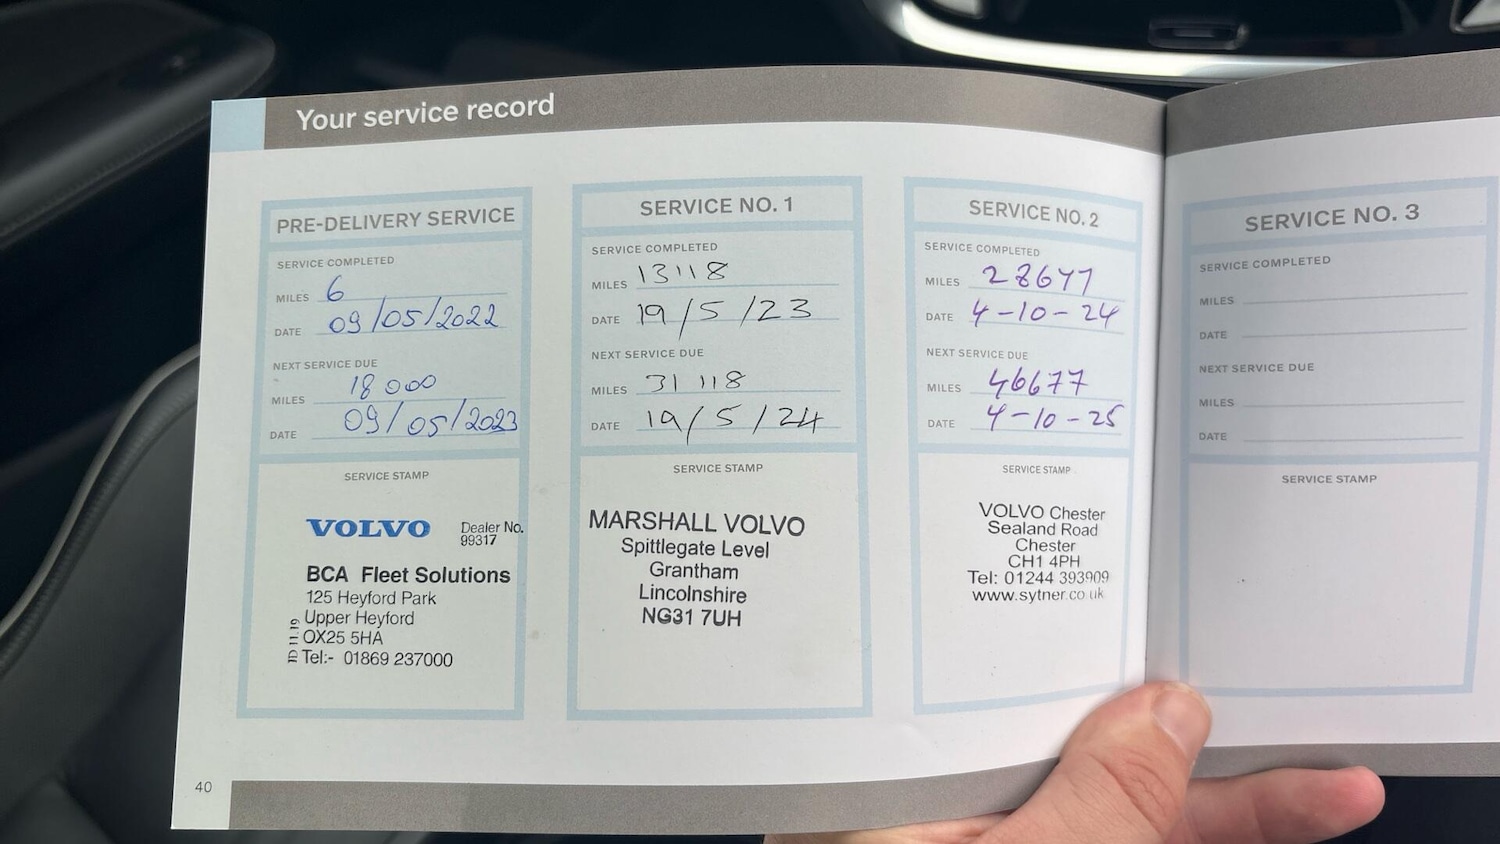 Your service record
PRE-DELIVERY SERVICE
SERVICE COMPLETED
MILES 6
DATE 09/05/2022
NEXT SERVICE DUE
MILES 18000
DATE 09/05/2023
SERVICE STAMP
VOLVO Dealer No.
99317
BCA Fleet Solutions
125 Heyford Park
Upper Heyford
OX25 5HA
Tel:- 01869 237000
ID 11.19
SERVICE NO. 1
SERVICE COMPLETED
MILES 13118
DATE 19/5/23
NEXT SERVICE DUE
MILES 31118
DATE 19/5/24
SERVICE STAMP
MARSHALL VOLVO
Spittlegate Level
Grantham
Lincolnshire
NG31 7UH
SERVICE NO. 2
SERVICE COMPLETED
MILES 28677
DATE 4-10-24
NEXT SERVICE DUE
MILES 46677
DATE 4-10-25
SERVICE STAMP
VOLVO Chester
Sealand Road
Chester
CH1 4PH
Tel: 01244 393909
www.sytner.co.uk
SERVICE NO. 3
SERVICE COMPLETED
MILES
DATE
NEXT SERVICE DUE
MILES
DATE
SERVICE STAMP
40